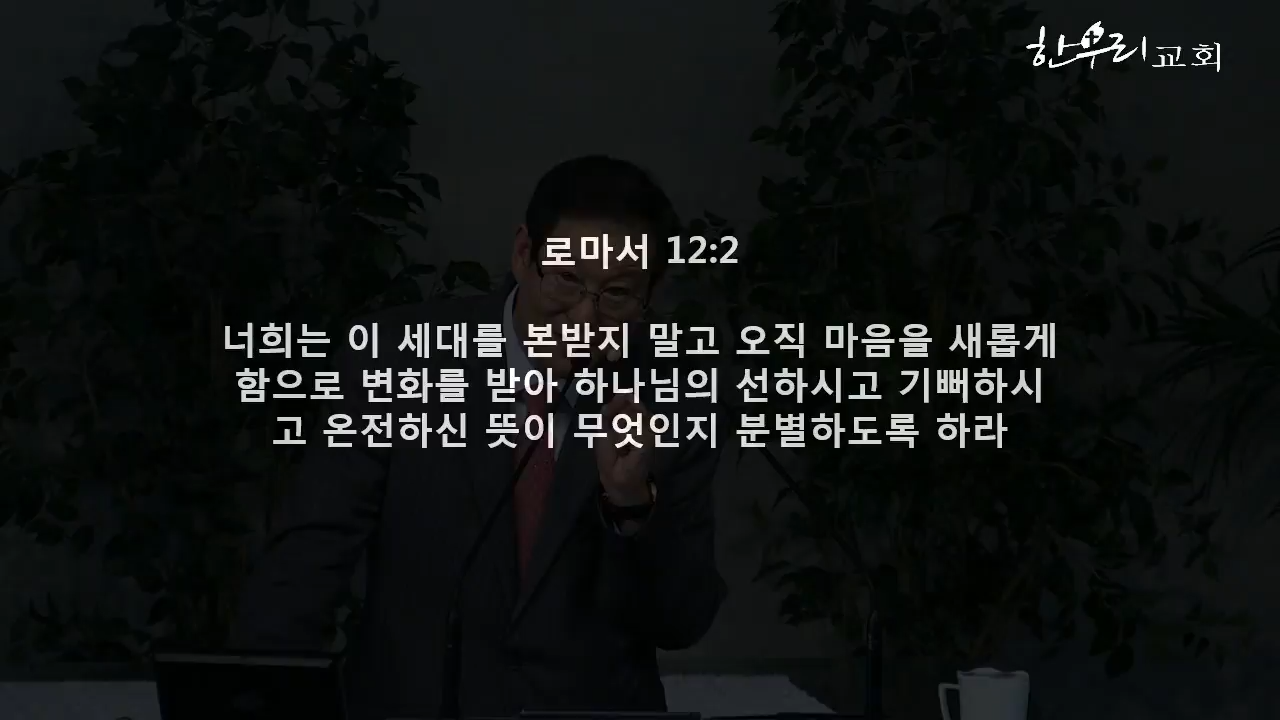 한우리교회
로마서 12:2
너희는 이 세대를 본받지 말고 오직 마음을 새롭게
함으로 변화를 받아 하나님의 선하시고 기뻐하시
고 온전하신 뜻이 무엇인지 분별하도록 하라